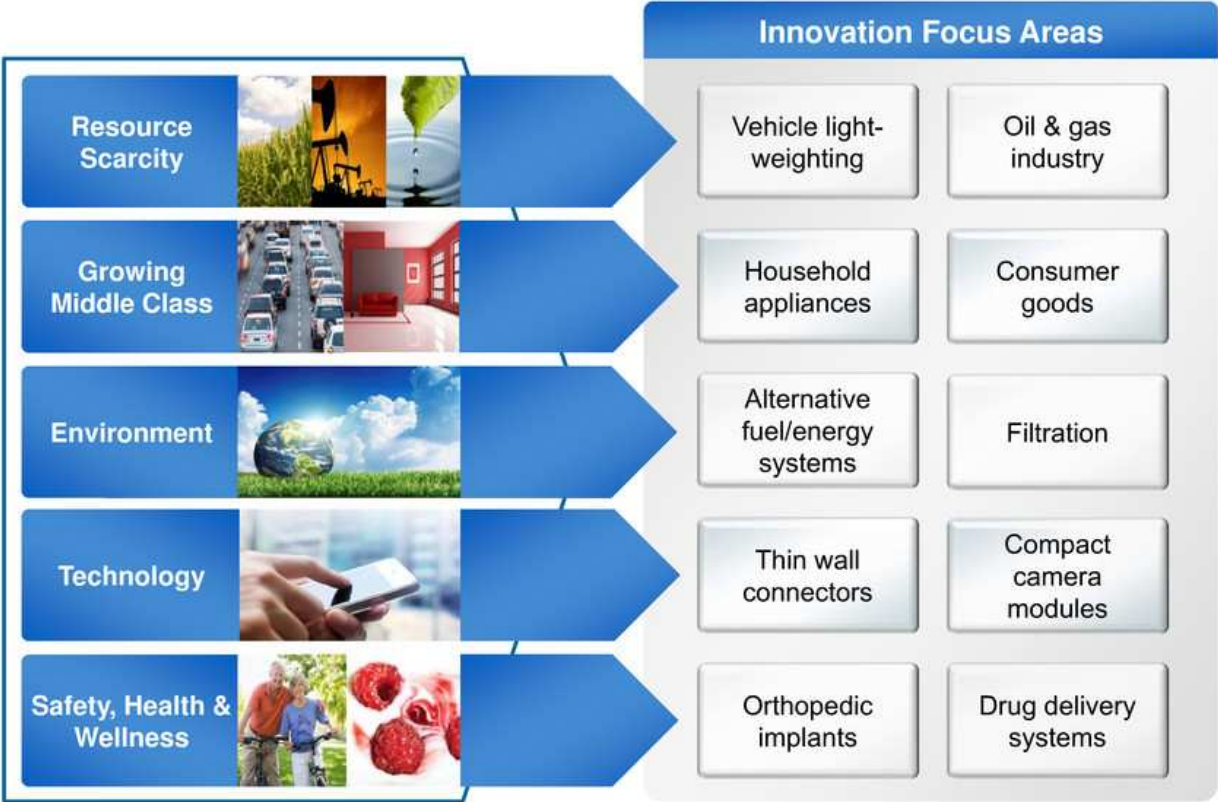 Innovation Focus Areas
Resource
Scarcity
Vehicle light-
weighting
Oil & gas
industry
Growing
Middle Class
Household
appliances
Consumer
goods
Environment
Alternative
fuel/energy
systems
Filtration
Technology
Thin wall
connectors
Compact
camera
modules
Safety, Health &
Wellness
Orthopedic
implants
Drug delivery
systems